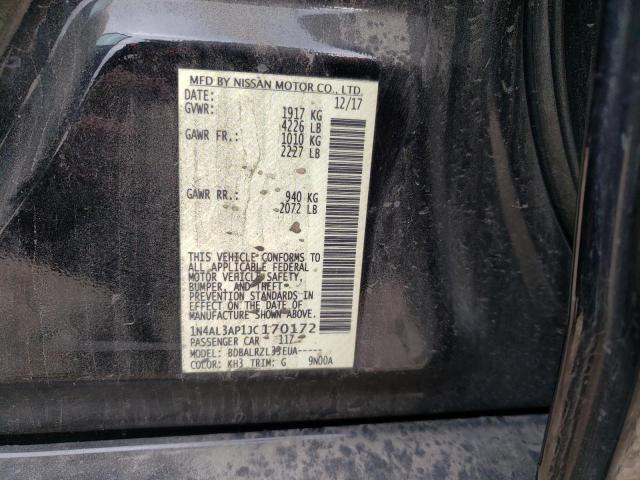 MFD BY NISSAN MOTOR CO., LTD.
DATE: 12/17
GVWR: 1917 KG
4226 LB
GAWR FR.: 1010 KG
2227 LB
GAWR RR.: 940 KG
2072 LB
THIS VEHICLE CONFORMS TO
ALL APPLICABLE FEDERAL
MOTOR VEHICLE SAFETY,
BUMPER, AND THEFT
PREVENTION STANDARDS IN
EFFECT ON THE DATE OF
MANUFACTURE SHOWN ABOVE.
1N4AL3AP1JC170172
PASSENGER CAR 117
MODEL: BDBALRZL33EUA-----
COLOR: KH3 TRIM: G 9N00A